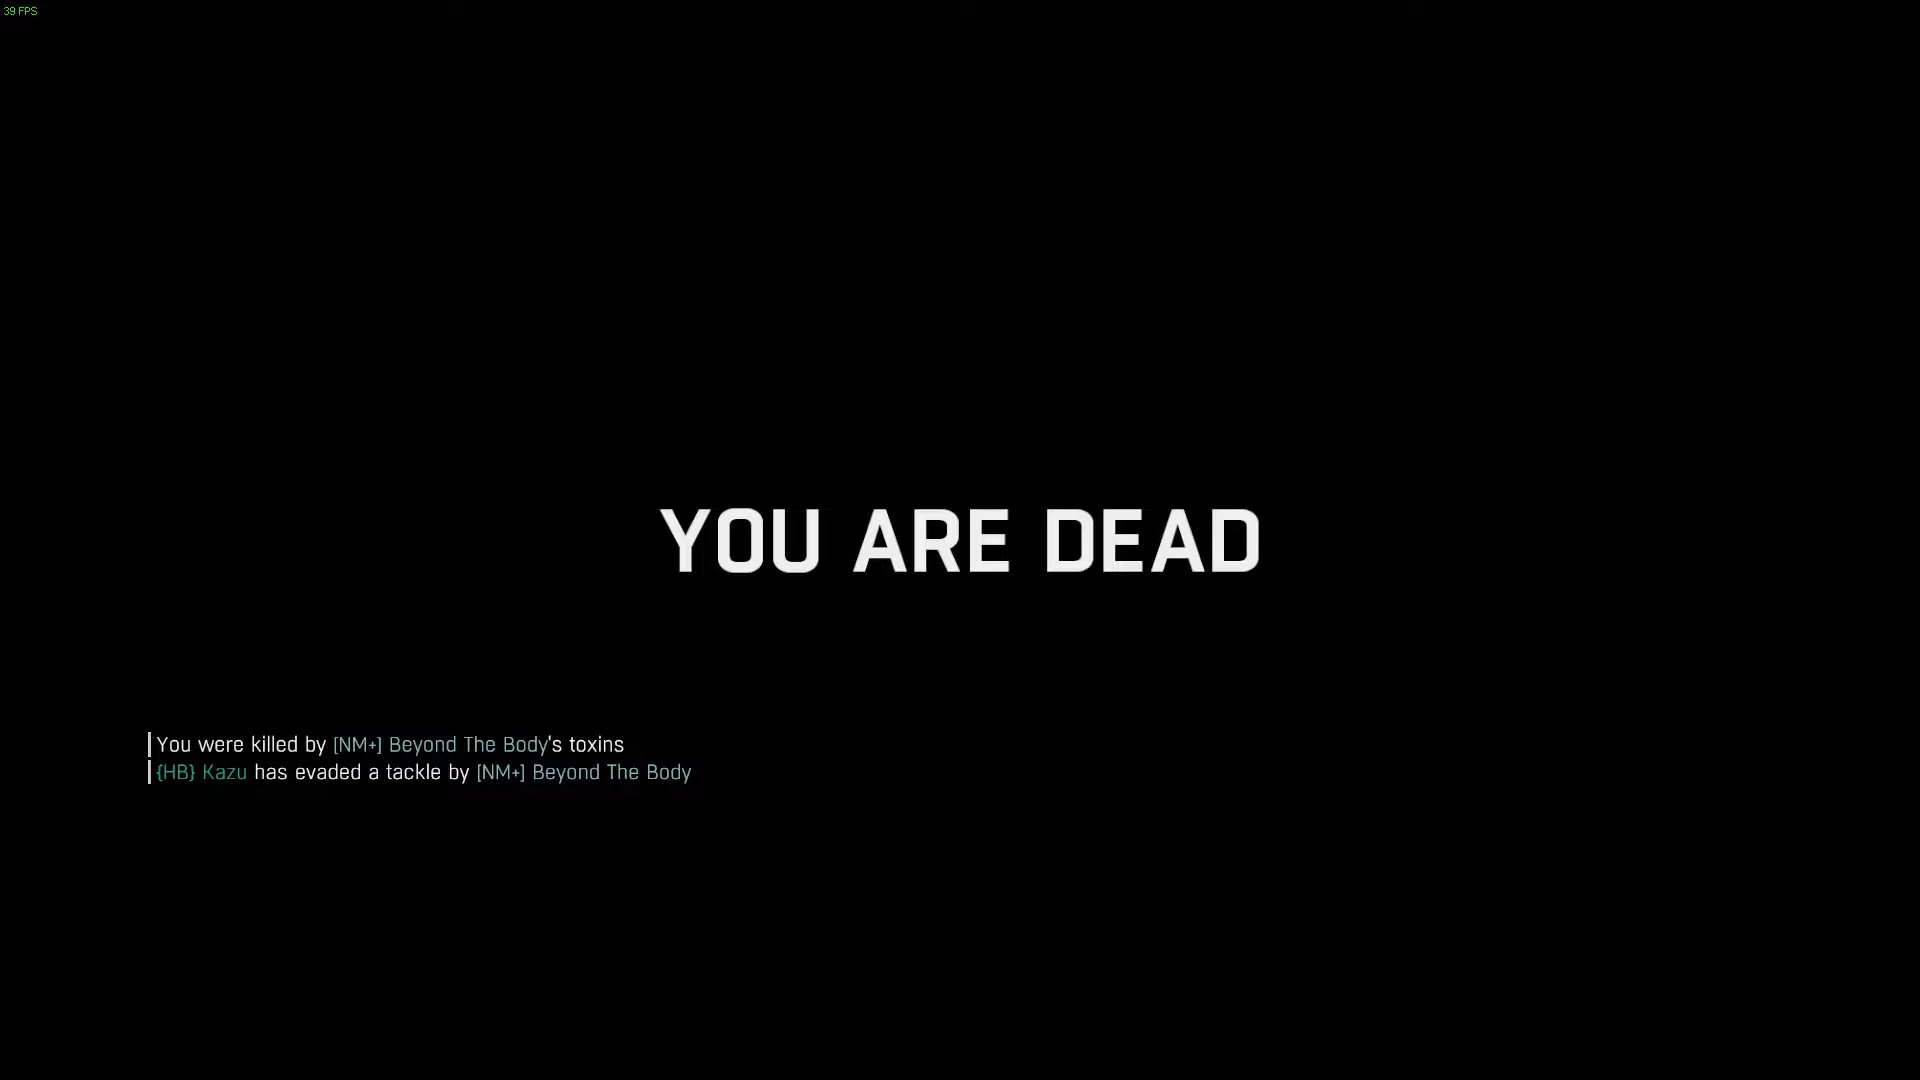 39 FPS
YOU ARE DEAD
You were killed by [NM+] Beyond The Body's toxins
{HB} Kazu has evaded a tackle by [NM+] Beyond The Body